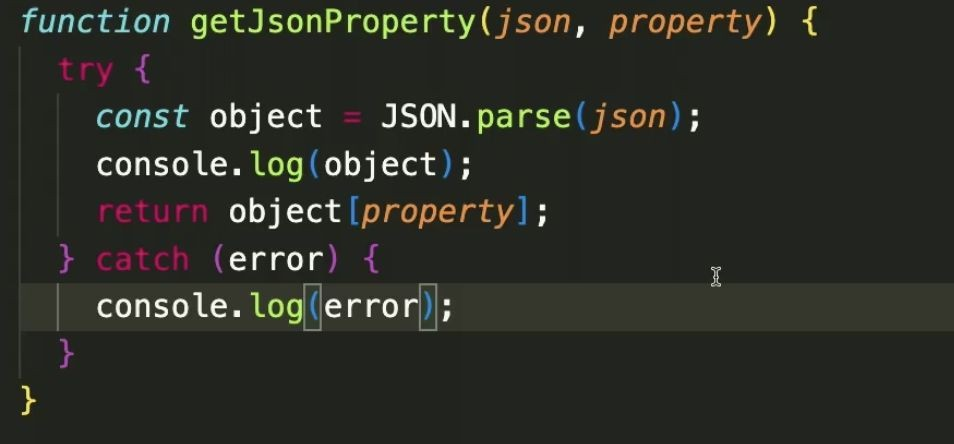 function getJsonProperty(json, property) {
  try {
    const object = JSON.parse(json);
    console.log(object);
    return object[property];
  } catch (error) {
    console.log(error);
  }
}